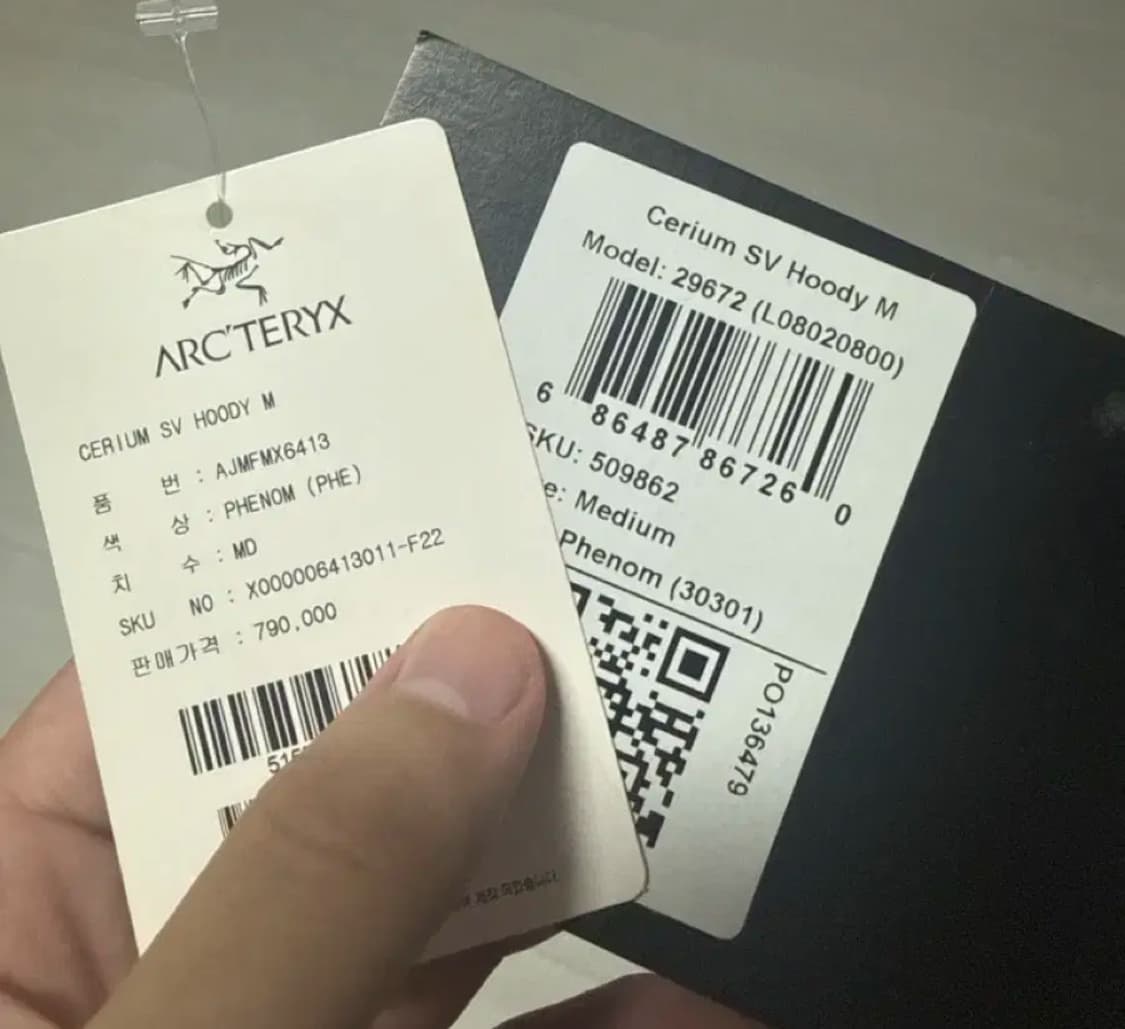 ARC'TERYX
CERIUM SV HOODY M
품 번 : AJMFMX6413
색 상 : PHENOM (PHE)
치 수 : MD
SKU NO : X000006413011-F22
판매가격 : 790,000
515
Cerium SV Hoody M
Model: 29672 (L08020800)
6 86487 86726 0
SKU: 509862
e: Medium
Phenom (30301)
PO136479